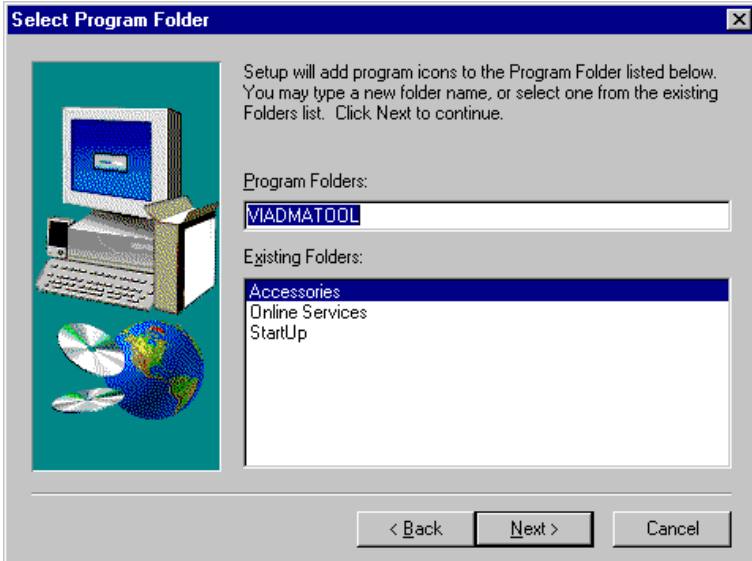 Select Program Folder
Setup will add program icons to the Program Folder listed below.
You may type a new folder name, or select one from the existing
Folders list.  Click Next to continue.
Program Folders:
VIADMATOOL
Existing Folders:
Accessories
Online Services
StartUp
< Back
Next >
Cancel